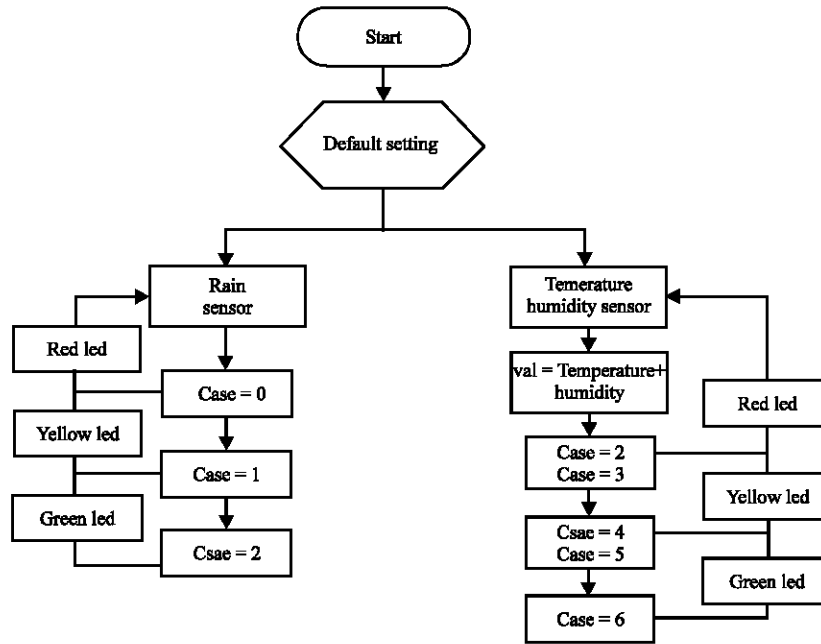 Start
Default setting
Rain
sensor
Red led
Case = 0
Yellow led
Case = 1
Green led
Csae = 2
Temerature
humidity sensor
val = Temperature+
humidity
Red led
Case = 2
Case = 3
Yellow led
Csae = 4
Case = 5
Green led
Case = 6